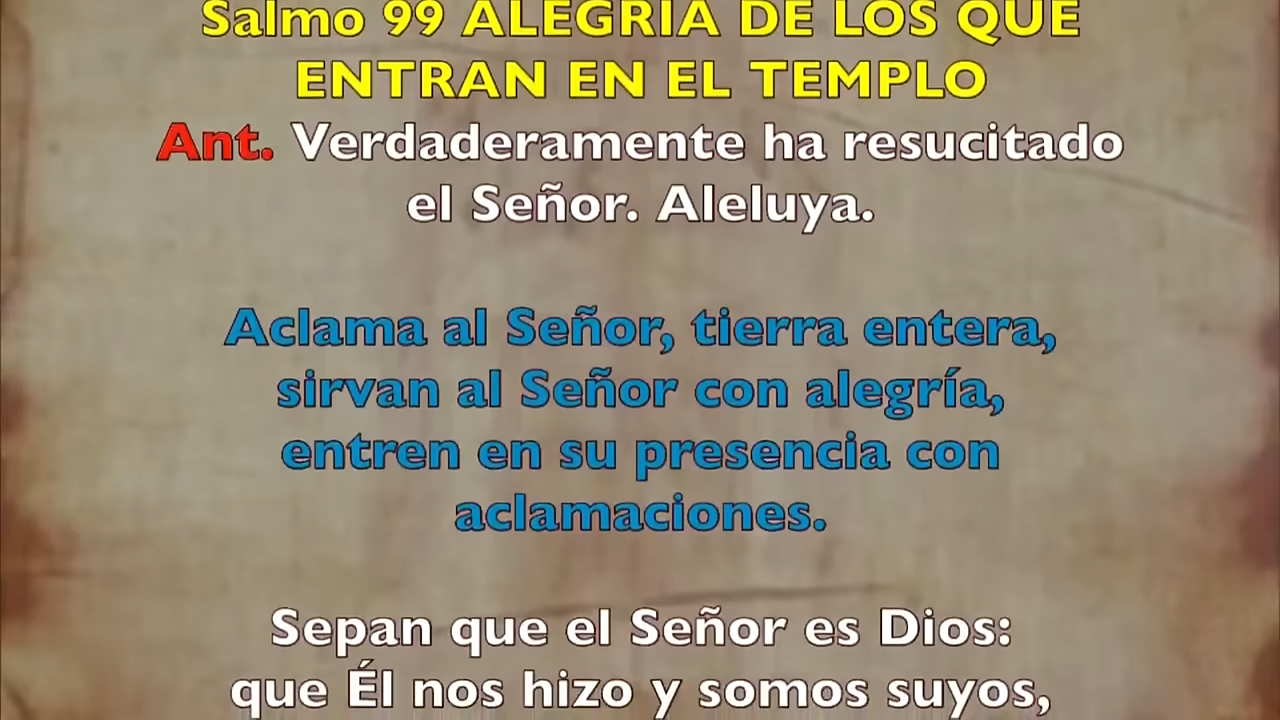 Salmo 99 ALEGRÍA DE LOS QUE
ENTRAN EN EL TEMPLO
Ant. Verdaderamente ha resucitado
el Señor. Aleluya.
Aclama al Señor, tierra entera,
sirvan al Señor con alegría,
entren en su presencia con
aclamaciones.
Sepan que el Señor es Dios:
que Él nos hizo y somos suyos,